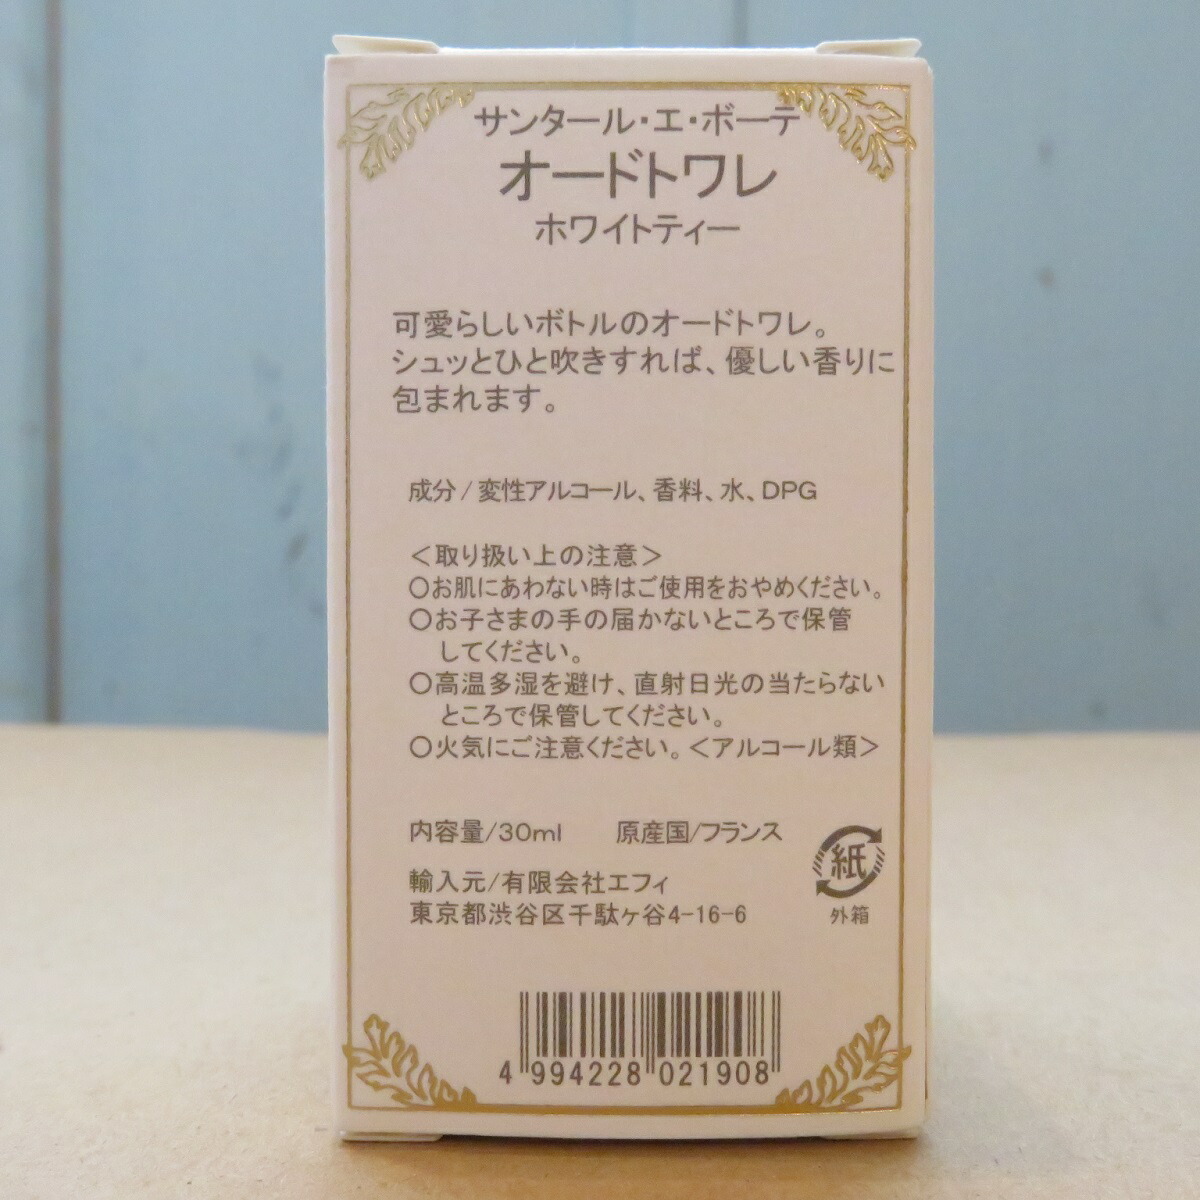 サンタール・エ・ボーテ
オードトワレ
ホワイトティー
可愛らしいボトルのオードトワレ。
シュッとひと吹きすれば、優しい香りに
包まれます。
成分/変性アルコール、香料、水、DPG
＜取り扱い上の注意＞
○お肌にあわない時はご使用をおやめください。
○お子さまの手の届かないところで保管
してください。
○高温多湿を避け、直射日光の当たらない
ところで保管してください。
○火気にご注意ください。＜アルコール類＞
内容量/30ml 原産国/フランス
紙
輸入元/有限会社エフィ
東京都渋谷区千駄ヶ谷4-16-6
外箱
4 994228 021908